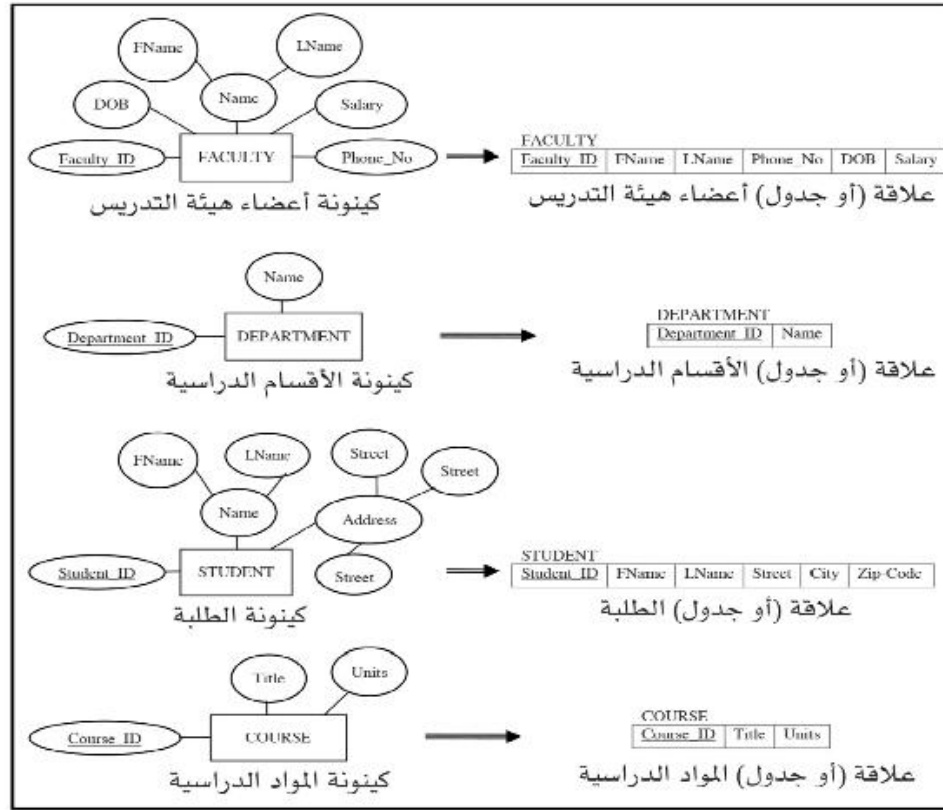 FName
LName
DOB
Name
Salary
Faculty_ID
FACULTY
Phone_No
FACULTY
Faculty_ID FName LName Phone_No DOB Salary
كينونة أعضاء هيئة التدريس
علاقة (أو جدول) أعضاء هيئة التدريس
Name
Department_ID
DEPARTMENT
DEPARTMENT
Department_ID Name
كينونة الأقسام الدراسية
علاقة (أو جدول) الأقسام الدراسية
FName
LName
Street
Street
Name
Address
Student_ID
STUDENT
Street
STUDENT
Student_ID FName LName Street City Zip-Code
كينونة الطلبة
علاقة (أو جدول) الطلبة
Title
Units
Course_ID
COURSE
COURSE
Course_ID Title Units
كينونة المواد الدراسية
علاقة (أو جدول) المواد الدراسية